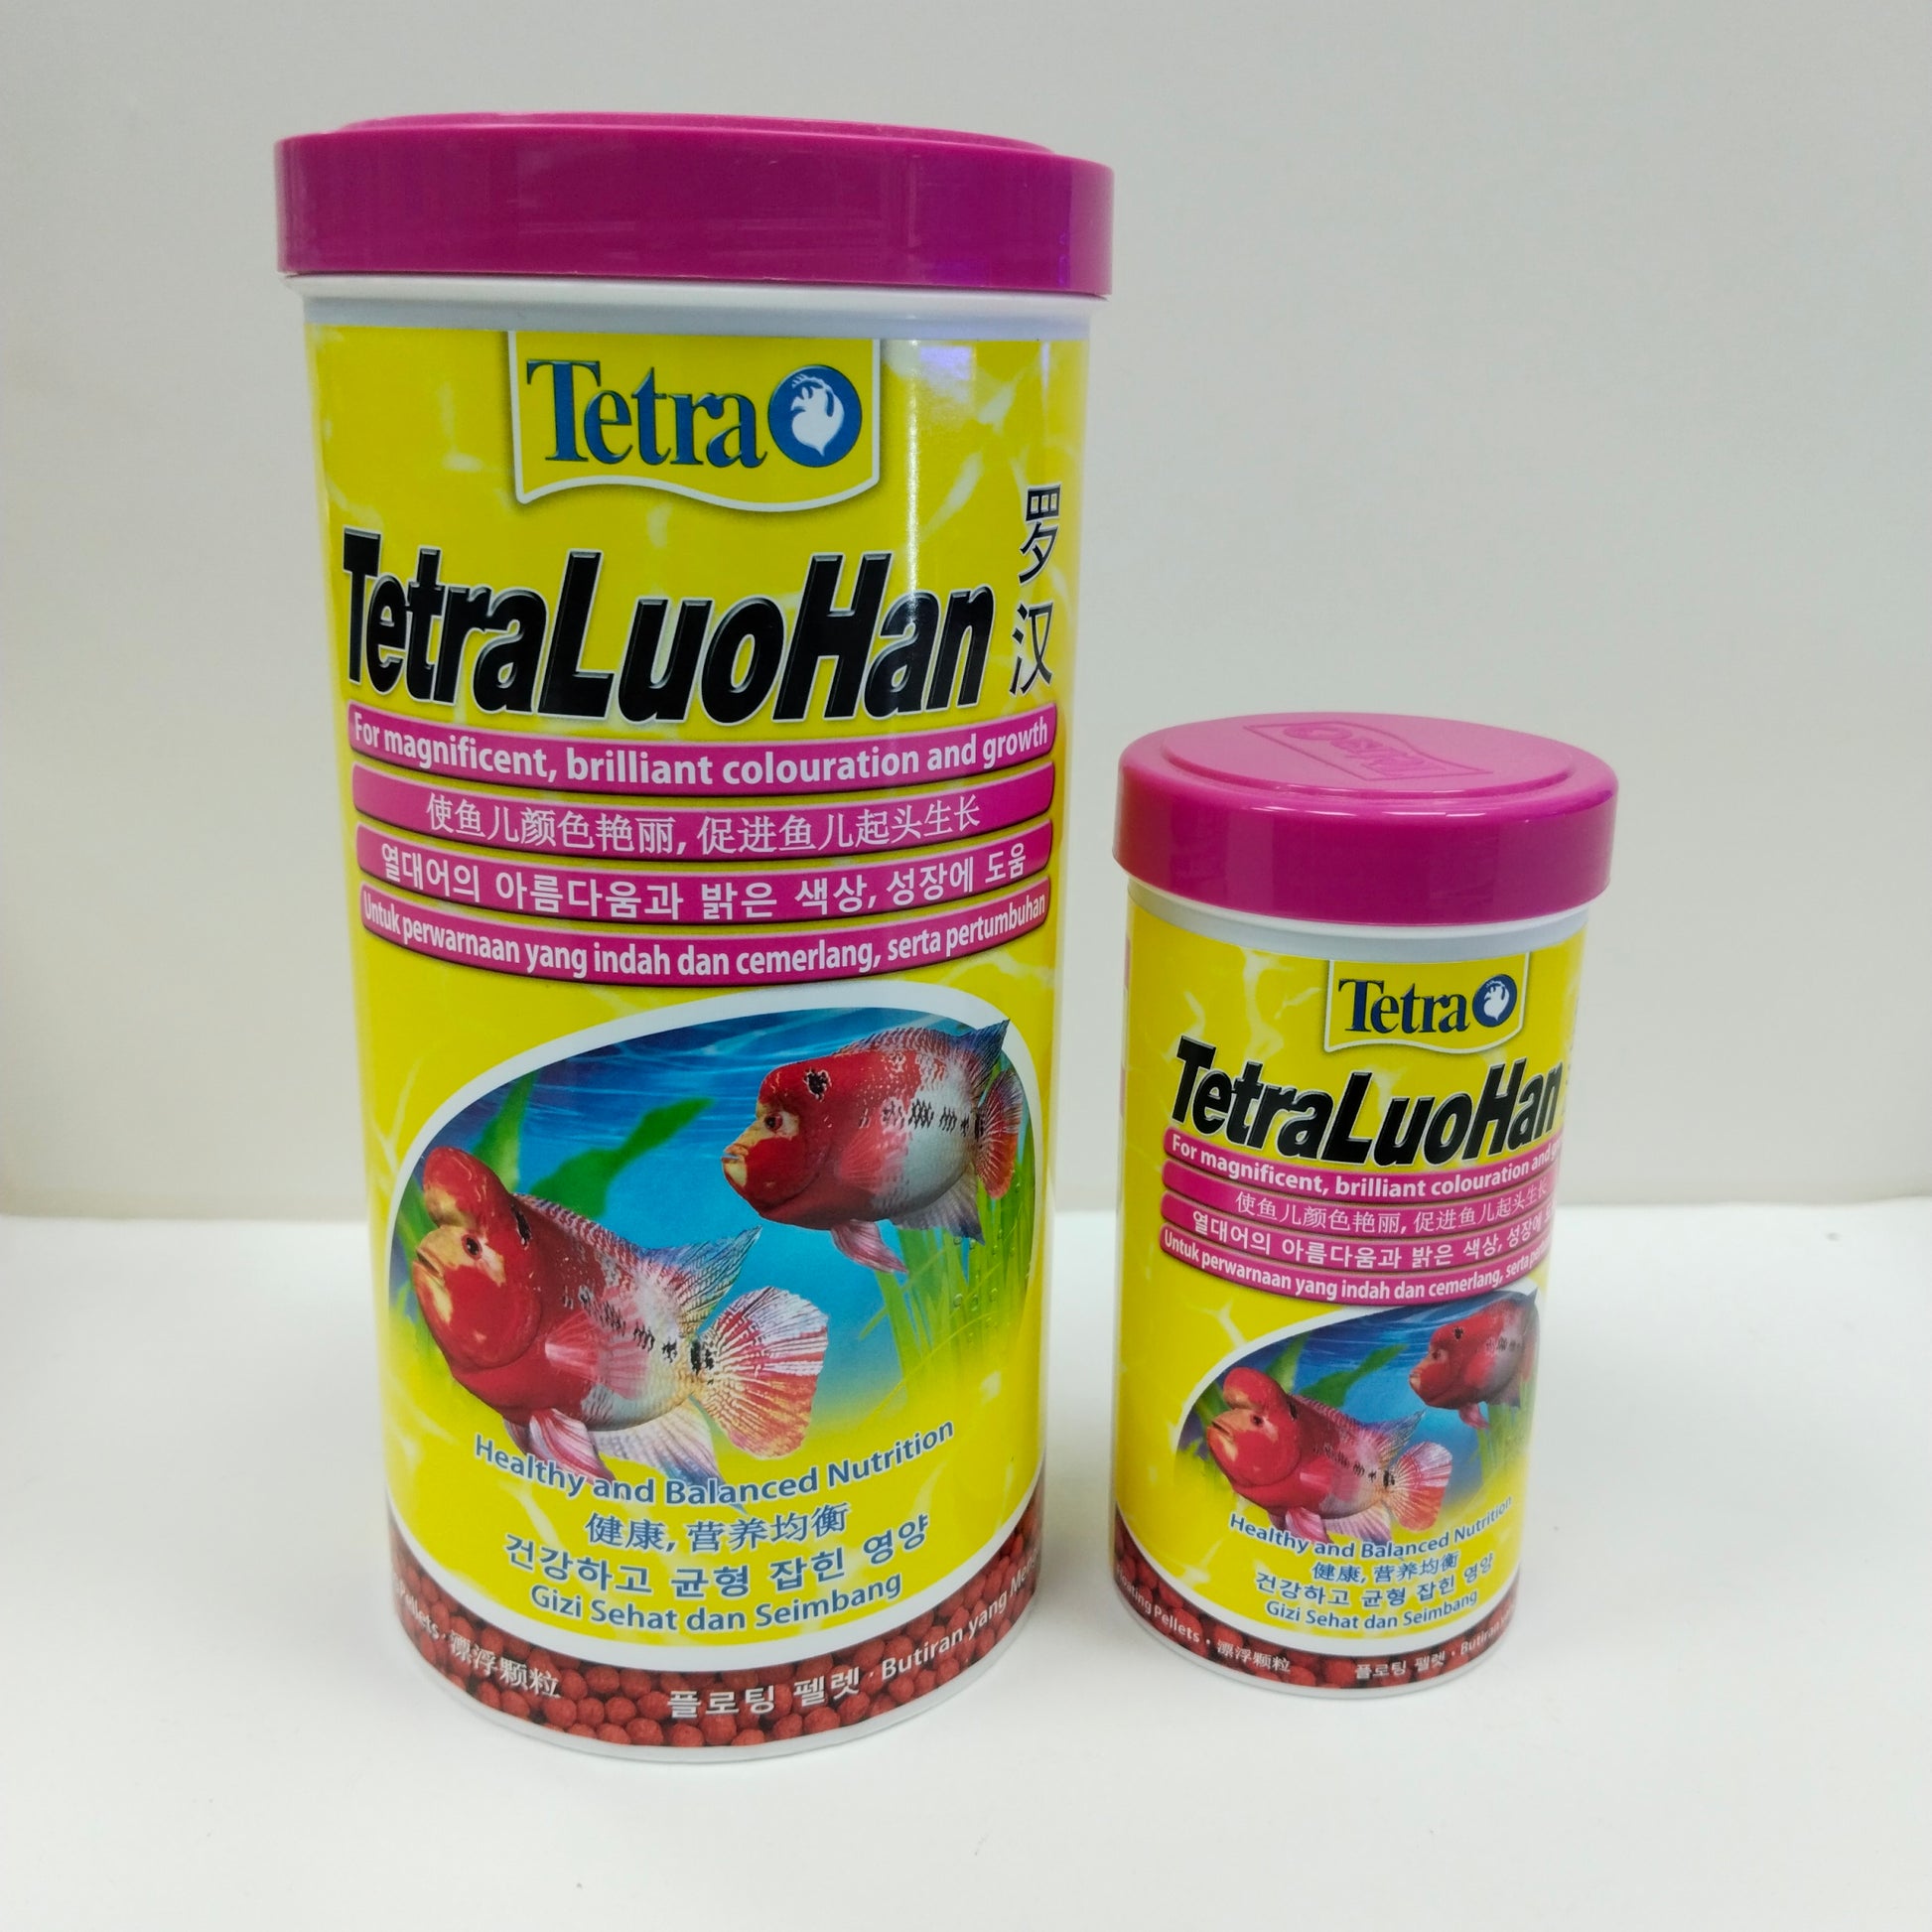 Tetra
TetraLuoHan
罗汉
For magnificent, brilliant colouration and growth
使鱼儿颜色艳丽, 促进鱼儿起头生长
열대어의 아름다움과 밝은 색상, 성장에 도움
Untuk perwarnaan yang indah dan cemerlang, serta pertumbuhan
Healthy and Balanced Nutrition
健康, 营养均衡
건강하고 균형 잡힌 영양
Gizi Sehat dan Seimbang
Pellets · 漂浮颗粒 플로팅 펠렛 · Butiran yang
Tetra
Tetra
TetraLuoHan
For magnificent, brilliant colouration and
使鱼儿颜色艳丽, 促进鱼儿起头生长
열대어의 아름다움과 밝은 색상, 성장에
Untuk perwarnaan yang indah dan cemerlang, serta
Healthy and Balanced Nutrition
健康, 营养均衡
건강하고 균형 잡힌 영양
Gizi Sehat dan Seimbang
Floating Pellets · 漂浮颗粒 플로팅 펠렛 · Butiran